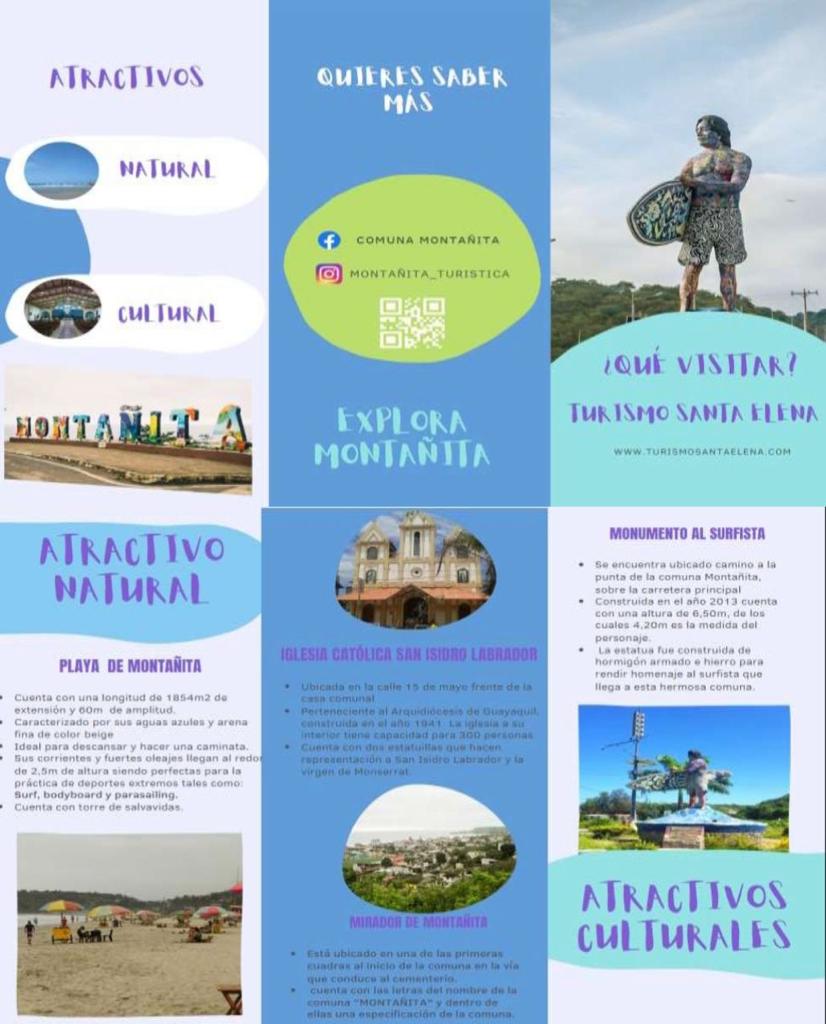 ATRACTIVOS
NATURAL
CULTURAL
MONTAÑITA
QUIERES SABER
MÁS
COMUNA MONTAÑITA
MONTAÑITA_TURISTICA
EXPLORA
MONTAÑITA
¿QUÉ VISITAR?
TURISMO SANTA ELENA
WWW.TURISMOSANTAELENA.COM
ATRACTIVO
NATURAL
PLAYA DE MONTAÑITA
• Cuenta con una longitud de 1854m2 de
extensión y 60m de amplitud.
• Caracterizado por sus aguas azules y arena
fina de color beige
• Ideal para descansar y hacer una caminata.
• Sus corrientes y fuertes oleajes llegan al redor
de 2,5m de altura siendo perfectas para la
práctica de deportes extremos tales como:
Surf, bodyboard y parasailing.
• Cuenta con torre de salvavidas.
IGLESIA CATÓLICA SAN ISIDRO LABRADOR
• Ubicada en la calle 15 de mayo frente de la
casa comunal
• Perteneciente al Arquidiócesis de Guayaquil,
construida en el año 1941. La iglesia a su
interior tiene capacidad para 300 personas
• Cuenta con dos estatuillas que hacen
representación a San Isidro Labrador y la
virgen de Monserrat.
MIRADOR DE MONTAÑITA
• Está ubicado en una de las primeras
cuadras al inicio de la comuna en la vía
que conduce al cementerio.
• cuenta con las letras del nombre de la
comuna "MONTAÑITA" y dentro de
ellas una especificación de la comuna.
MONUMENTO AL SURFISTA
• Se encuentra ubicado camino a la
punta de la comuna Montañita,
sobre la carretera principal
• Construida en el año 2013 cuenta
con una altura de 6,50m, de los
cuales 4,20m es la medida del
personaje.
• La estatua fue construida de
hormigón armado e hierro para
rendir homenaje al surfista que
llega a esta hermosa comuna.
ATRACTIVOS
CULTURALES